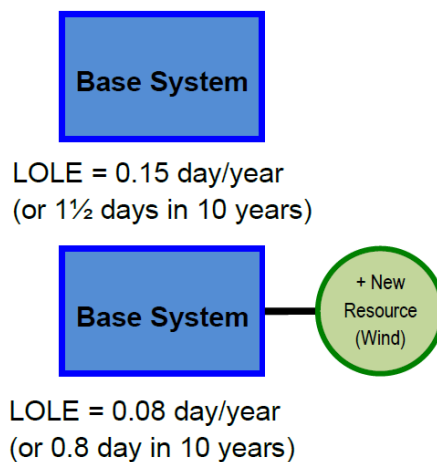 Base System
LOLE = 0.15 day/year
(or 1½ days in 10 years)
Base System
+ New
Resource
(Wind)
LOLE = 0.08 day/year
(or 0.8 day in 10 years)